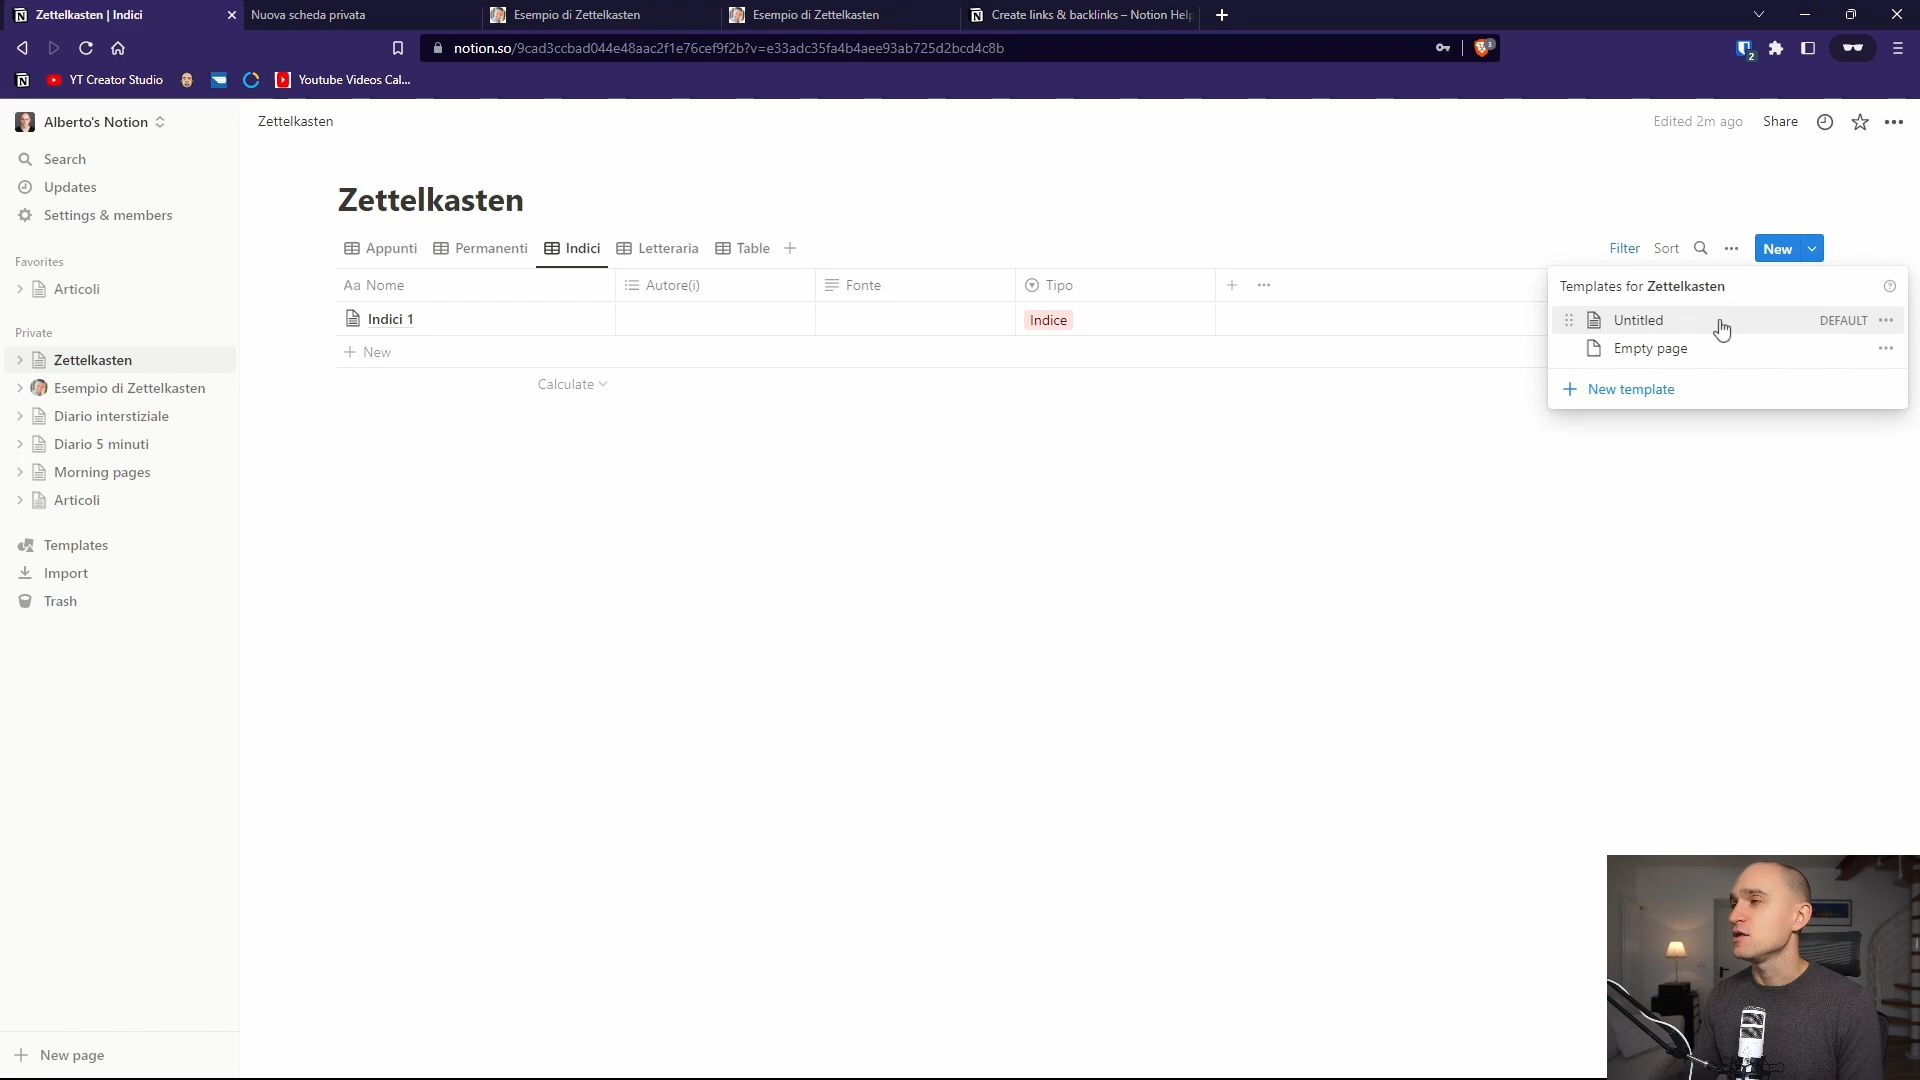 Zettelkasten | Indici
Nuova scheda privata
Esempio di Zettelkasten
Esempio di Zettelkasten
Create links & backlinks – Notion Help
notion.so/9cad3ccbad044e48aac2f1e76cef9f2b?v=e33adc35fa4b4aee93ab725d2bcd4c8b
3
2
YT Creator Studio
Youtube Videos Cal...
Alberto's Notion
Zettelkasten
Edited 2m ago
Share
Search
Updates
Settings & members
Favorites
Articoli
Private
Zettelkasten
Esempio di Zettelkasten
Diario interstiziale
Diario 5 minuti
Morning pages
Articoli
Templates
Import
Trash
New page
Zettelkasten
Appunti
Permanenti
Indici
Letteraria
Table
Filter
Sort
New
Aa Nome
Autore(i)
Fonte
Tipo
Indici 1
Indice
New
Calculate
Templates for Zettelkasten
Untitled
DEFAULT
Empty page
New template